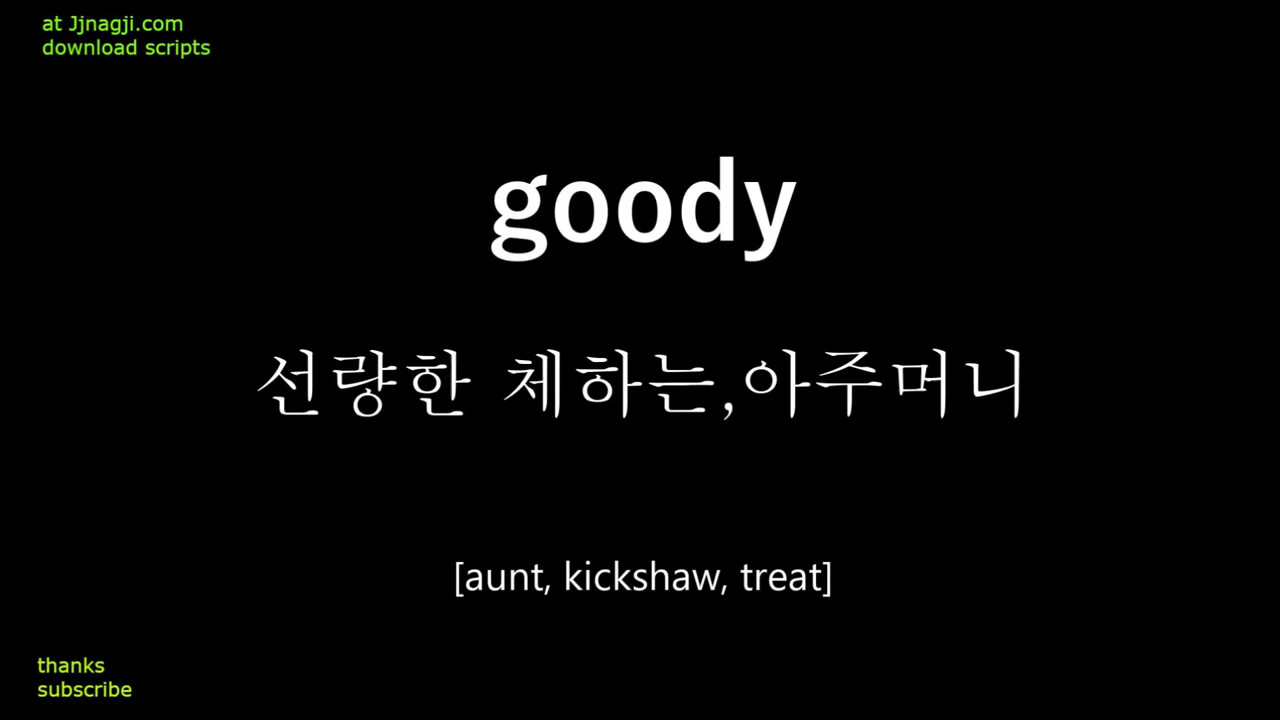 at Jjnagji.com
download scripts
goody
선량한 체하는,아주머니
[aunt, kickshaw, treat]
thanks
subscribe